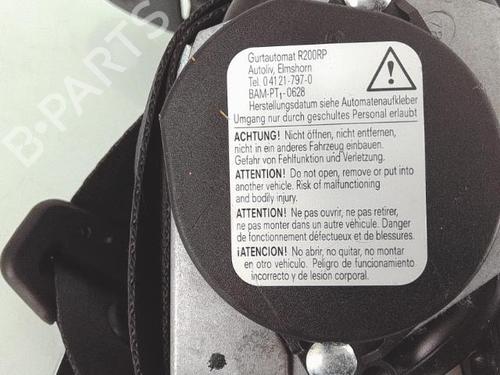 Gurtautomat R200RP
Autoliv, Elmshorn
Tel. 0 41 21-797-0
BAM-PT₁-0628
Herstellungsdatum siehe Automatenaufkleber
Umgang nur durch geschultes Personal erlaubt
ACHTUNG! Nicht öffnen, nicht entfernen,
nicht in ein anderes Fahrzeug einbauen.
Gefahr von Fehlfunktion und Verletzung.
ATTENTION! Do not open, remove or put into
another vehicle. Risk of malfunctioning
and bodily injury.
ATTENTION! Ne pas ouvrir, ne pas retirer,
ne pas monter dans un autre véhicule. Danger
de fonctionnement défectueux et de blessures.
¡ATENCION! No abrir, no quitar, no montar
en otro vehículo. Peligro de funcionamiento
incorrecto y de lesión corporal.
B-PARTS